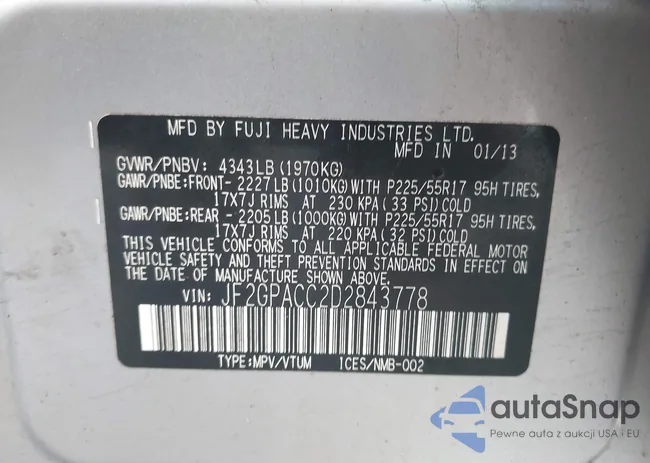 MFD BY FUJI HEAVY INDUSTRIES LTD.
MFD IN 01/13
GVWR/PNBV: 4343LB(1970KG)
GAWR/PNBE:FRONT- 2227LB(1010KG)WITH P225/55R17 95H TIRES,
17X7J RIMS AT 230 KPA(33 PSI)COLD
GAWR/PNBE:REAR - 2205LB(1000KG)WITH P225/55R17 95H TIRES,
17X7J RIMS AT 220 KPA(32 PSI)COLD
THIS VEHICLE CONFORMS TO ALL APPLICABLE FEDERAL MOTOR
VEHICLE SAFETY AND THEFT PREVENTION STANDARDS IN EFFECT ON
THE DATE OF MANUFACTURE SHOWN ABOVE.
VIN: JF2GPACC2D2843778
TYPE:MPV/VTUM ICES/NMB-002
autaSnap
Pewne auta z aukcji USA i EU